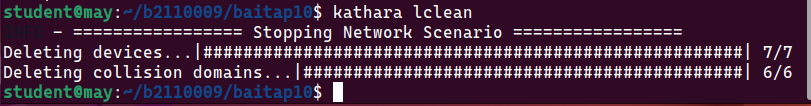 student@may:~/b2110009/baitap10$ kathara lclean
INFO - ================= Stopping Network Scenario =================
Deleting devices...|##########################################################| 7/7
Deleting collision domains...|###############################################| 6/6
student@may:~/b2110009/baitap10$